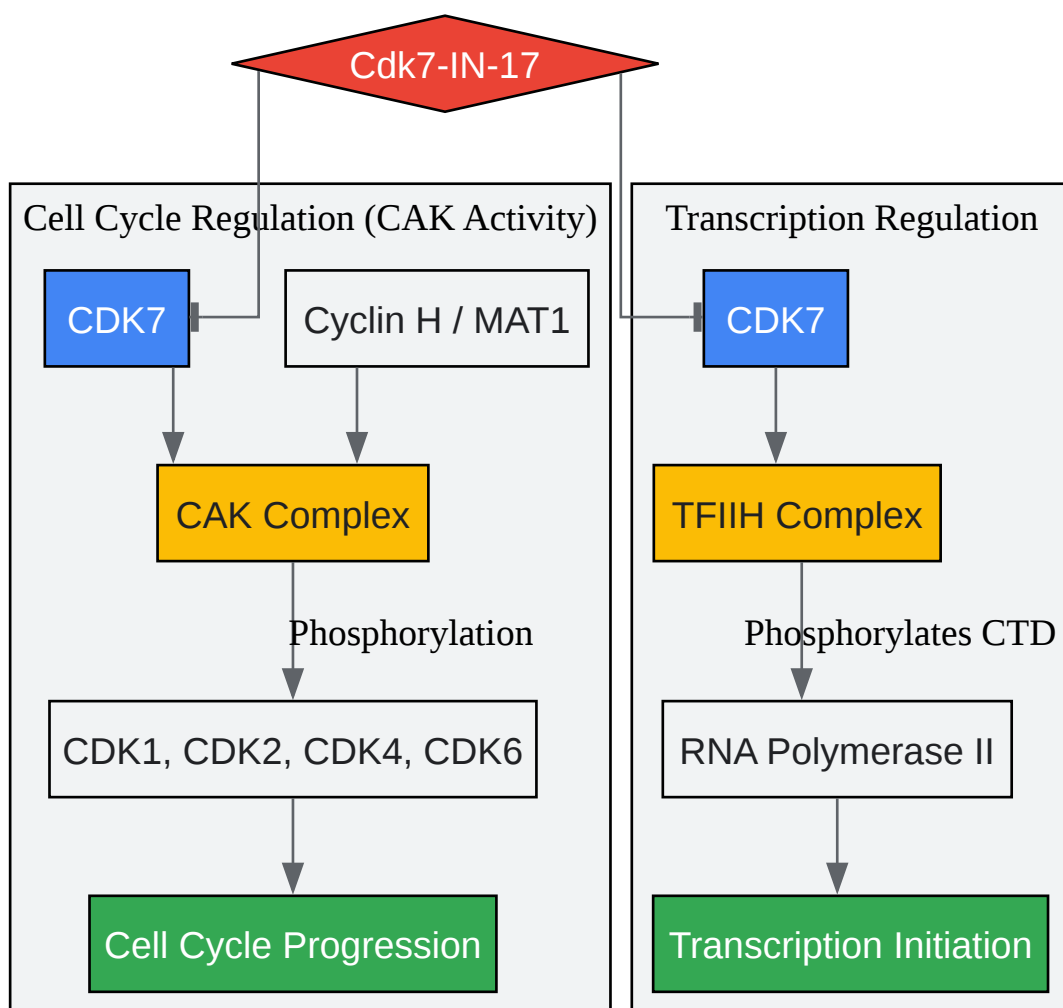 Cdk7-IN-17
Cell Cycle Regulation (CAK Activity)
CDK7
Cyclin H / MAT1
CAK Complex
Phosphorylation
CDK1, CDK2, CDK4, CDK6
Cell Cycle Progression
Transcription Regulation
CDK7
TFIIH Complex
Phosphorylates CTD
RNA Polymerase II
Transcription Initiation